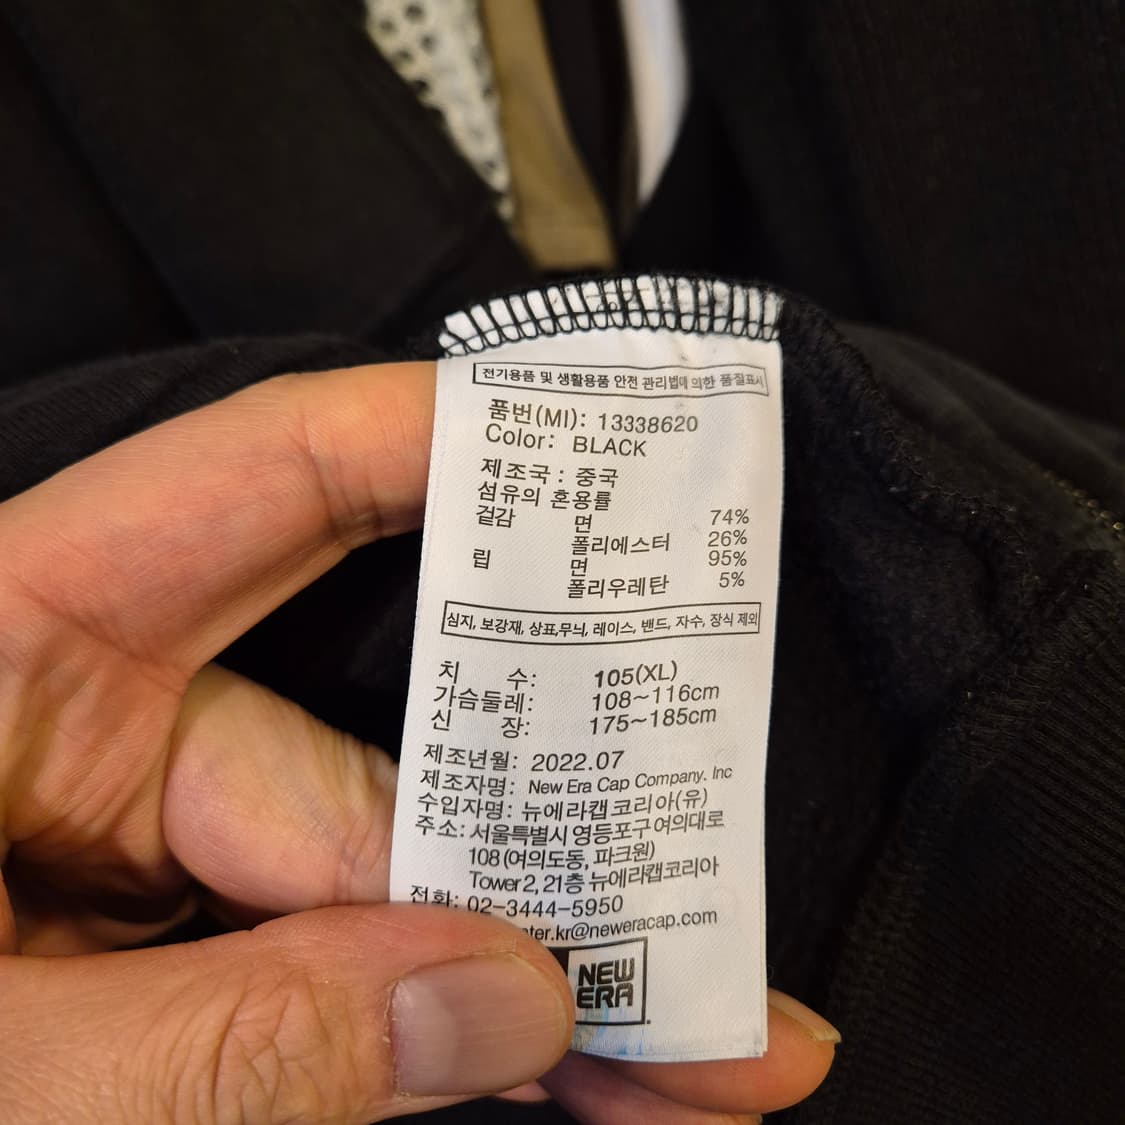 전기용품 및 생활용품 안전 관리법에 의한 품질표시
품번(MI): 13338620
Color: BLACK
제조국 : 중국
섬유의 혼용률
겉감 면 74%
폴리에스터 26%
립 면 95%
폴리우레탄 5%
심지, 보강재, 상표,무늬, 레이스, 밴드, 자수, 장식 제외
치 수: 105(XL)
가슴둘레: 108~116cm
신 장: 175~185cm
제조년월: 2022.07
제조자명: New Era Cap Company. Inc
수입자명: 뉴에라캡코리아(유)
주소: 서울특별시 영등포구 여의대로
108 (여의도동, 파크원)
Tower 2, 21층 뉴에라캡코리아
전화: 02-3444-5950
ter.kr@neweracap.com
NEW
ERA